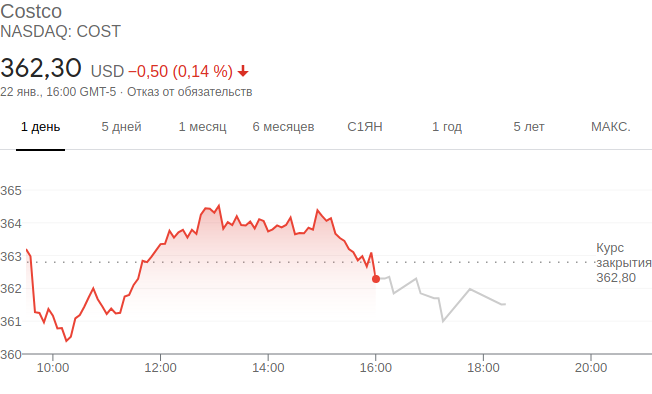 Costco
NASDAQ: COST
362,30 USD −0,50 (0,14 %)
22 янв., 16:00 GMT-5 · Отказ от обязательств
1 день 5 дней 1 месяц 6 месяцев С1ЯН 1 год 5 лет МАКС.
365
364
363
362
361
360
Курс
закрытия
362,80
10:00 12:00 14:00 16:00 18:00 20:00